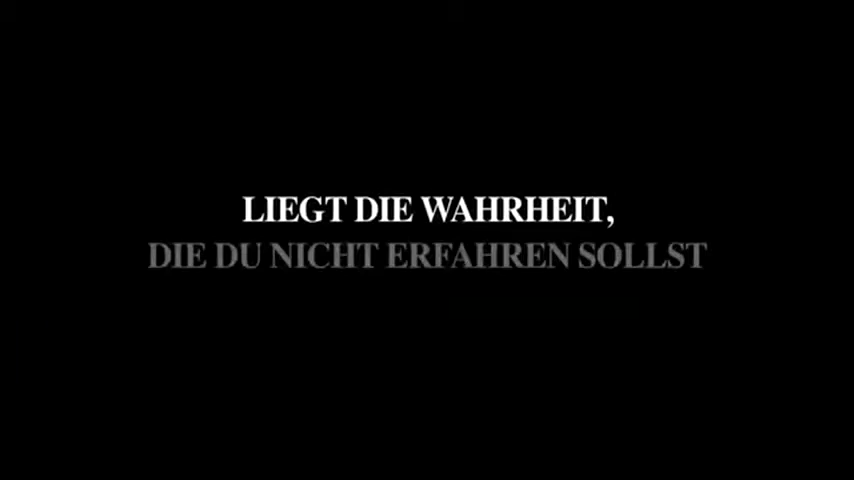 LIEGT DIE WAHRHEIT,
DIE DU NICHT ERFAHREN SOLLST